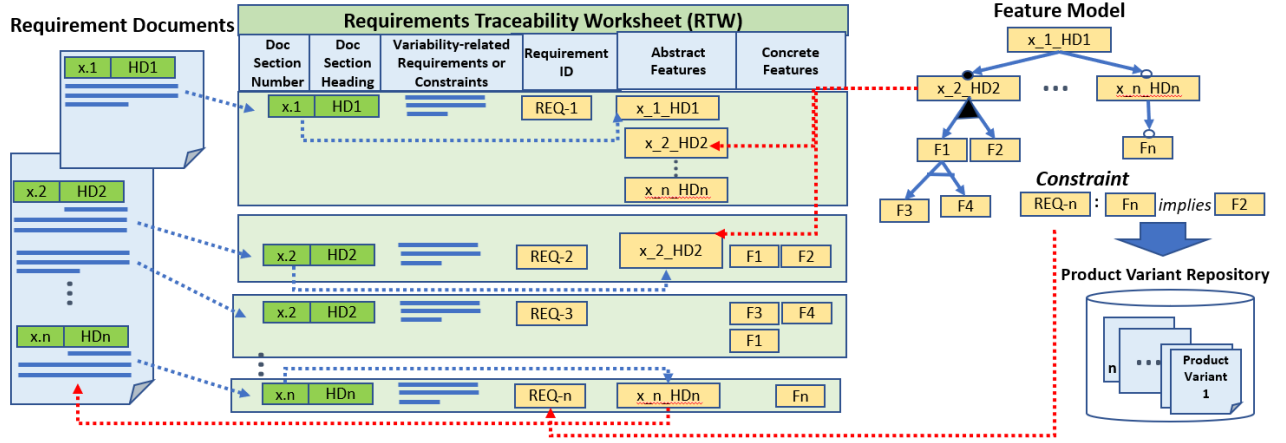 Requirement Documents
x.1 HD1
x.2 HD2
x.n HDn
Requirements Traceability Worksheet (RTW)
Doc Section Number
Doc Section Heading
Variability-related Requirements or Constraints
Requirement ID
Abstract Features
Concrete Features
x.1 HD1 REQ-1 x_1_HD1
x_2_HD2
x_n_HDn
x.2 HD2 REQ-2 x_2_HD2 F1 F2
x.2 HD2 REQ-3 F3 F4
F1
x.n HDn REQ-n x_n_HDn Fn
Feature Model
x_1_HD1
x_2_HD2 x_n_HDn
F1 F2 Fn
F3 F4
Constraint
REQ-n : Fn implies F2
Product Variant Repository
n
Product
Variant
1